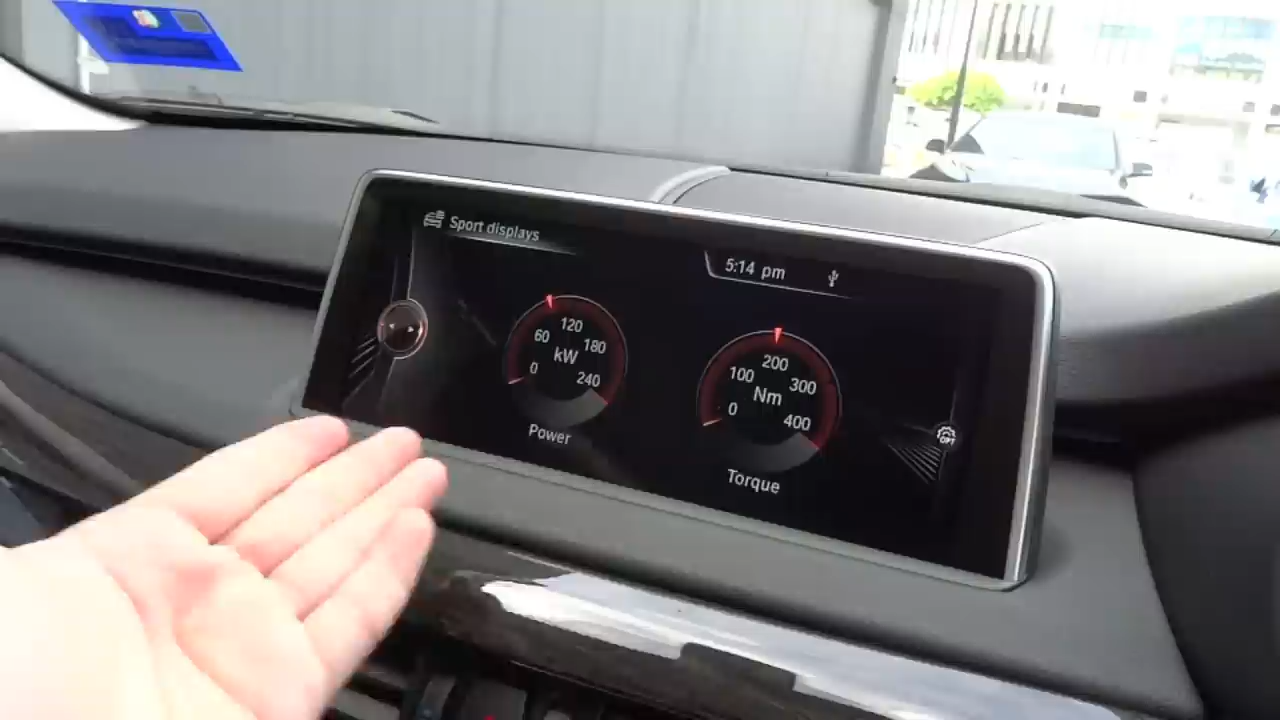 Sport displays
5:14 pm
0
60
120
180
240
kW
Power
0
100
200
300
400
Nm
Torque
OPT